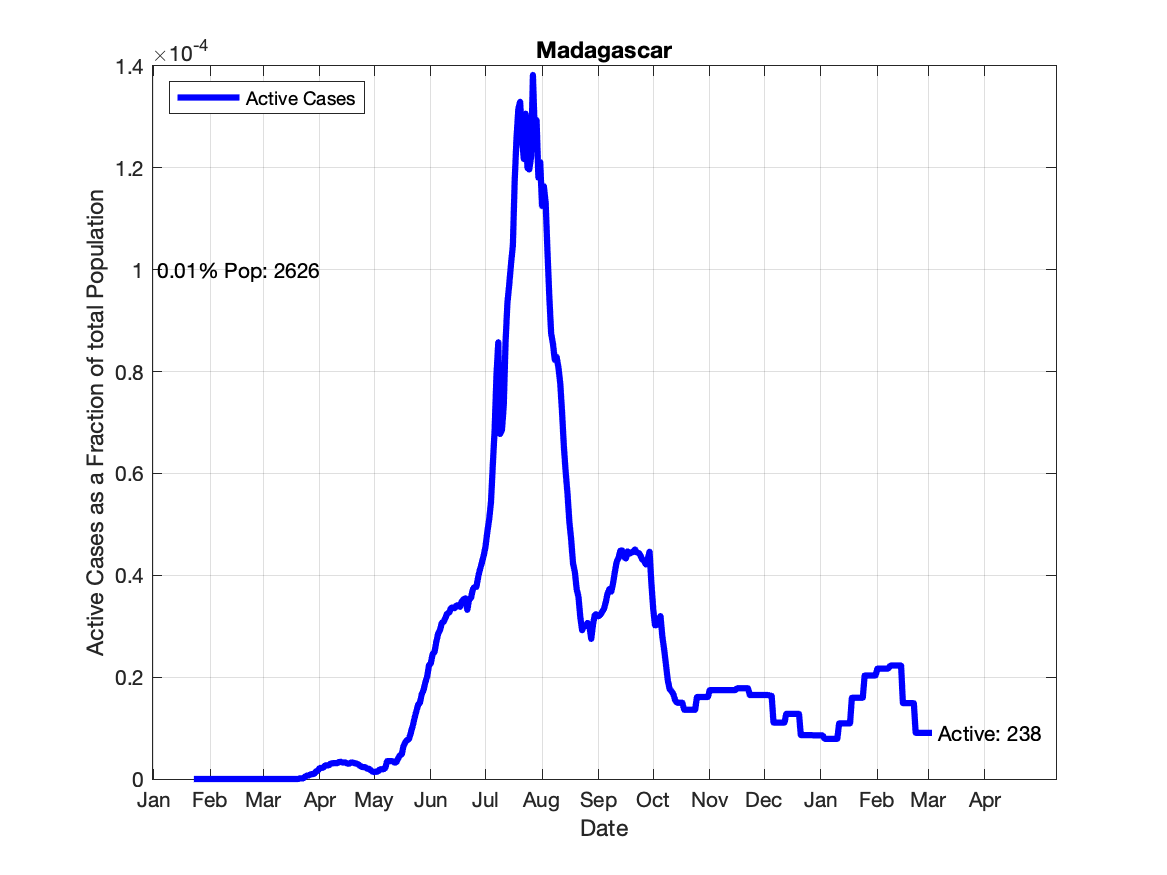 Madagascar
×10-4
Active Cases
1.4
1.2
1
0.8
0.6
0.4
0.2
0
0.01% Pop: 2626
Active: 238
Active Cases as a Fraction of total Population
Jan Feb Mar Apr May Jun Jul Aug Sep Oct Nov Dec Jan Feb Mar Apr
Date